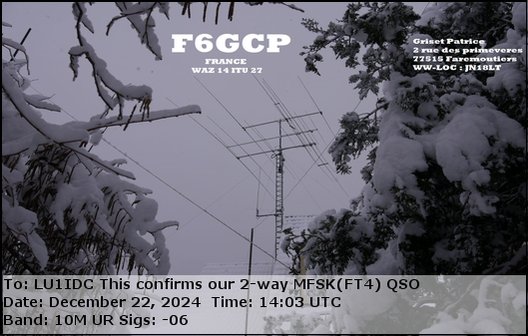 F6GCP
FRANCE
WAZ 14 ITU 27
Griset Patrice
2 rue des primeveres
77515 Faremoutiers
WW-LOC : JN18LT
To: LU1IDC This confirms our 2-way MFSK(FT4) QSO
Date: December 22, 2024 Time: 14:03 UTC
Band: 10M UR Sigs: -06